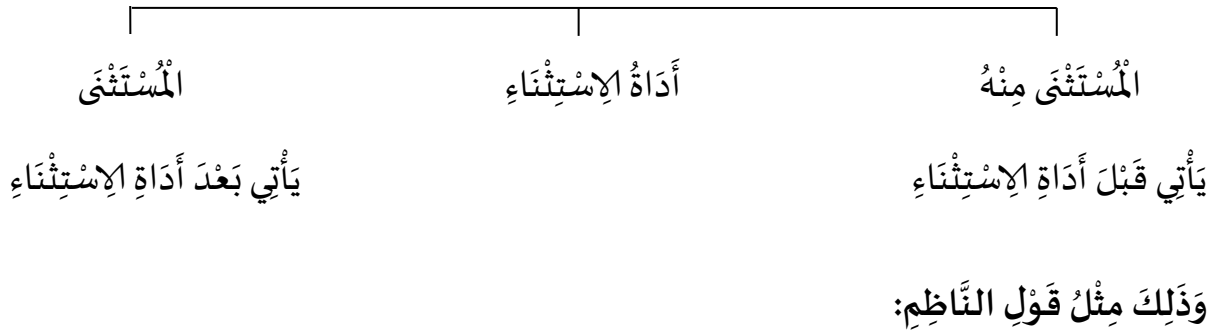 الْمُسْتَثْنَى مِنْهُ أَدَاةُ الِاسْتِثْنَاءِ الْمُسْتَثْنَى
يَأْتِي قَبْلَ أَدَاةِ الِاسْتِثْنَاءِ يَأْتِي بَعْدَ أَدَاةِ الِاسْتِثْنَاءِ
وَذَلِكَ مِثْلُ قَوْلِ النَّاظِمِ: